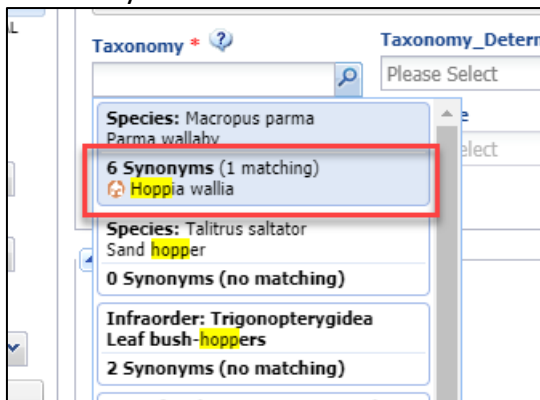 Taxonomy *
Taxonomy_Determ
Please Select
Species: Macropus parma
Parma wallaby
6 Synonyms (1 matching)
Hoppia wallia
Species: Talitrus saltator
Sand hopper
0 Synonyms (no matching)
Infraorder: Trigonopterygidea
Leaf bush-hoppers
2 Synonyms (no matching)